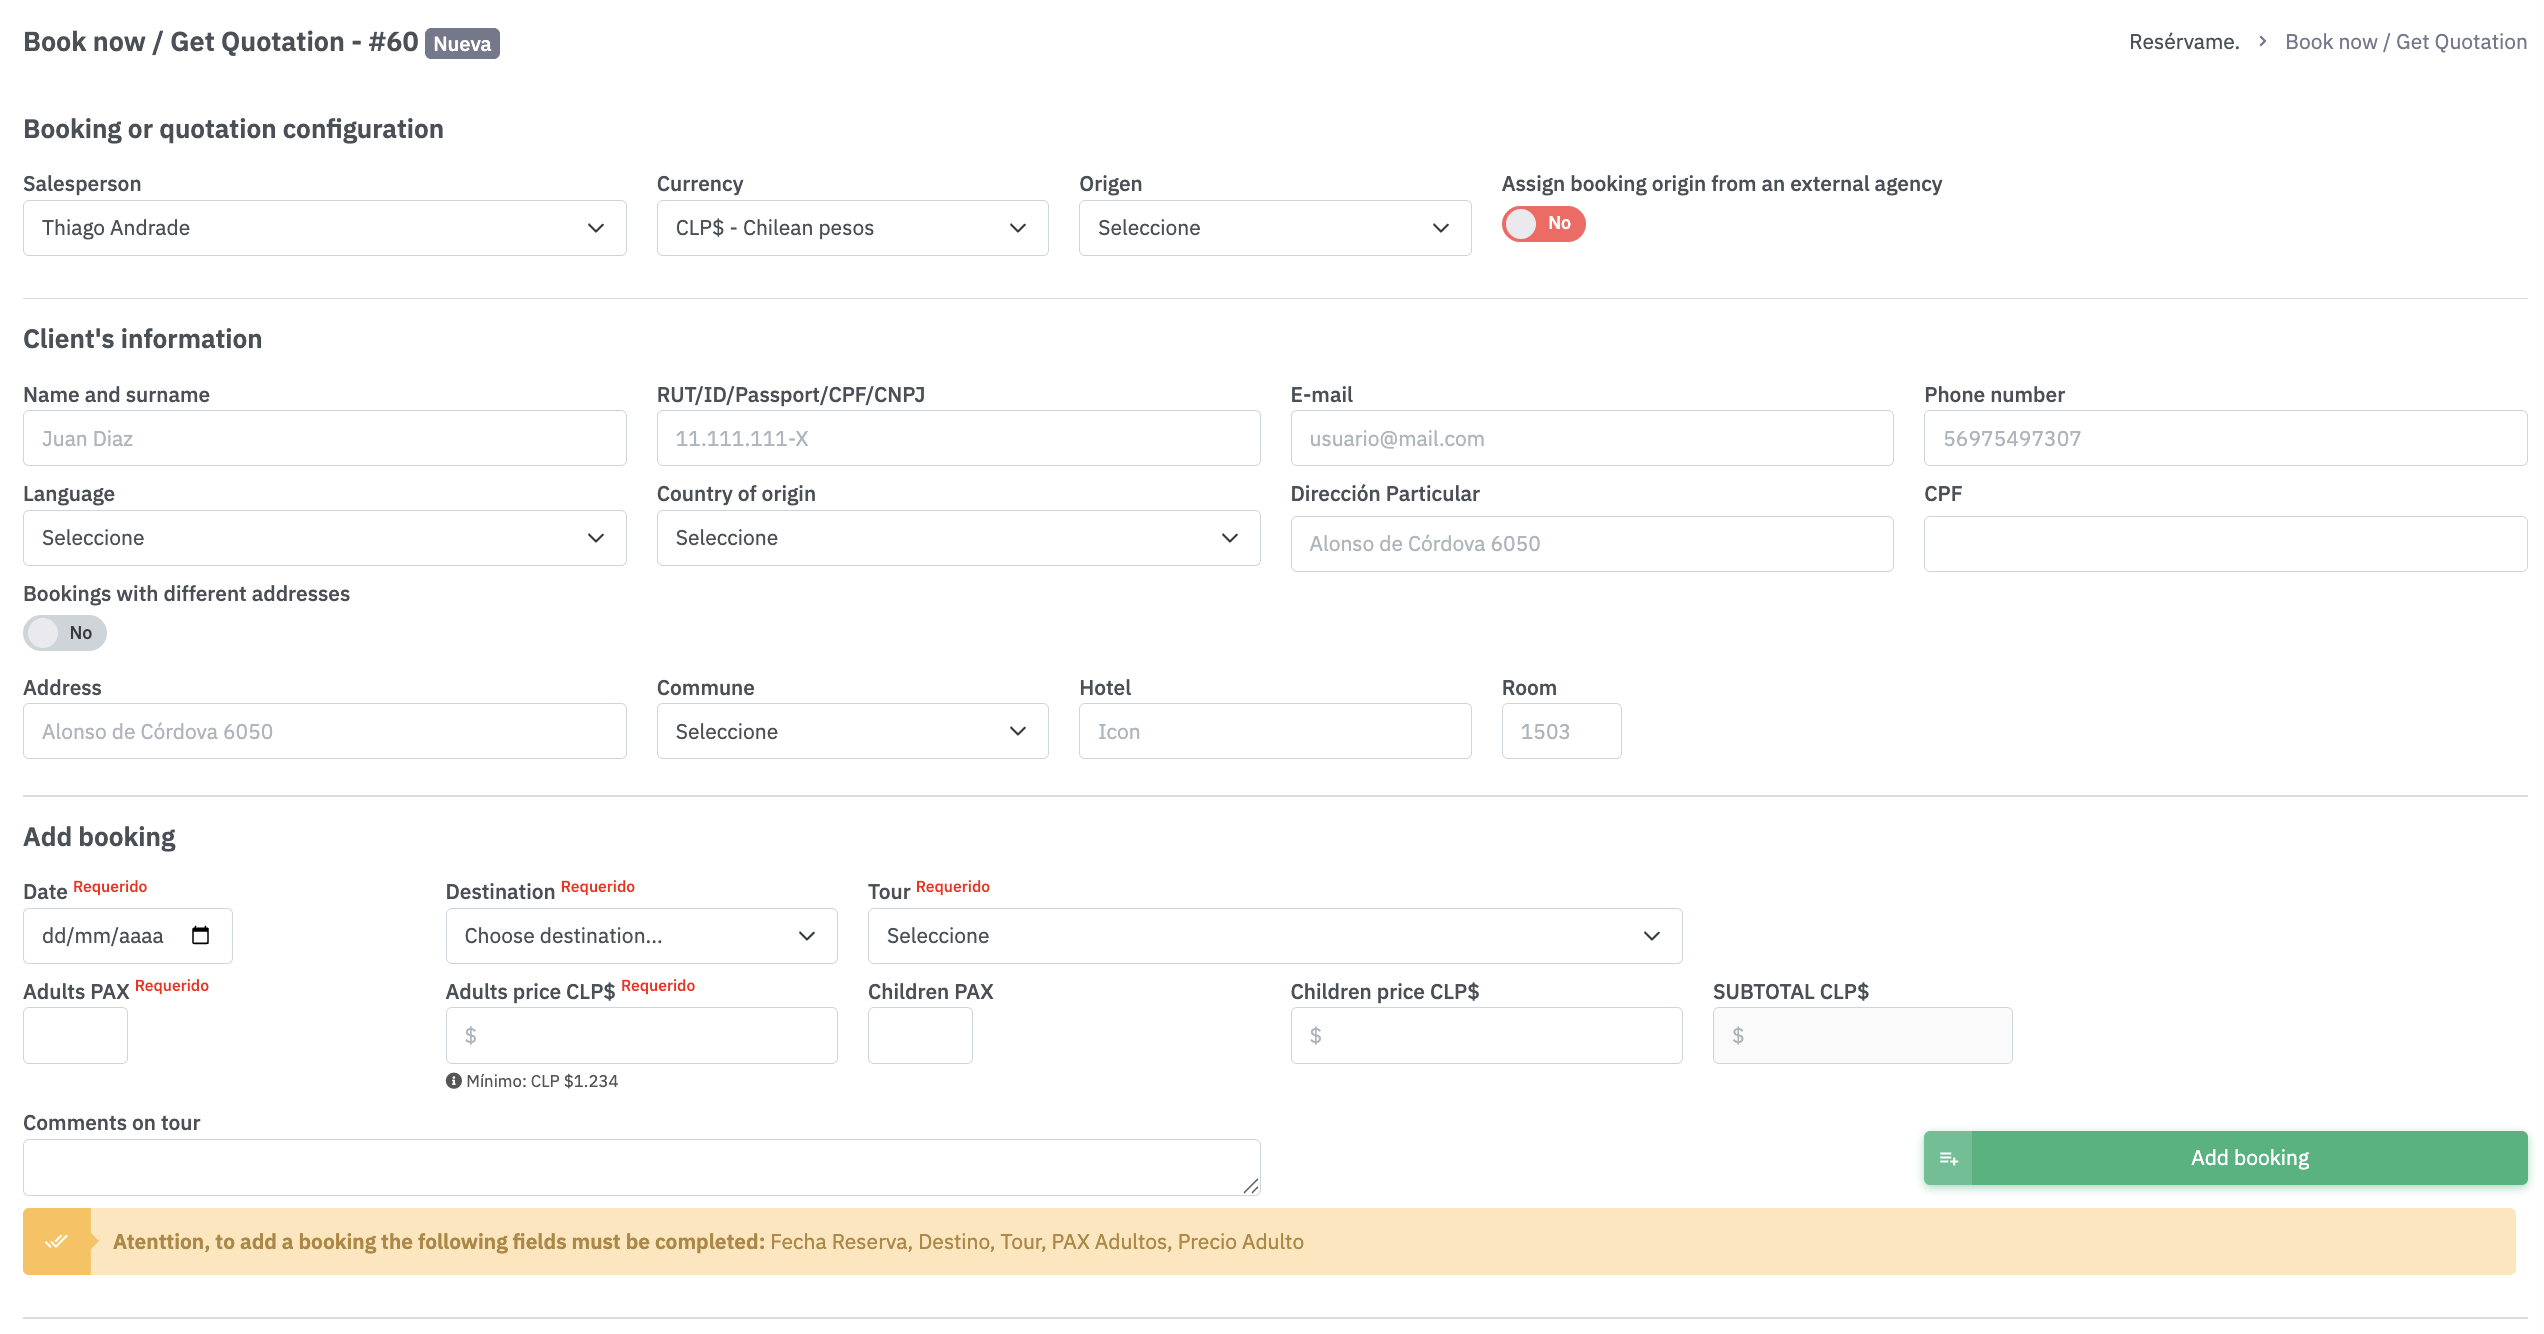 Book now / Get Quotation - #60 Nueva
Resérvame. > Book now / Get Quotation
Booking or quotation configuration
Salesperson Currency Origen Assign booking origin from an external agency
Thiago Andrade CLP$ - Chilean pesos Seleccione No
Client's information
Name and surname RUT/ID/Passport/CPF/CNPJ E-mail Phone number
Juan Diaz 11.111.111-X usuario@mail.com 56975497307
Language Country of origin Dirección Particular CPF
Seleccione Seleccione Alonso de Córdova 6050
Bookings with different addresses
No
Address Commune Hotel Room
Alonso de Córdova 6050 Seleccione Icon 1503
Add booking
Date Requerido Destination Requerido Tour Requerido
dd/mm/aaaa Choose destination... Seleccione
Adults PAX Requerido Adults price CLP$ Requerido Children PAX Children price CLP$ SUBTOTAL CLP$
$ $ $
Mínimo: CLP $1.234
Comments on tour
Add booking
Atenttion, to add a booking the following fields must be completed: Fecha Reserva, Destino, Tour, PAX Adultos, Precio Adulto